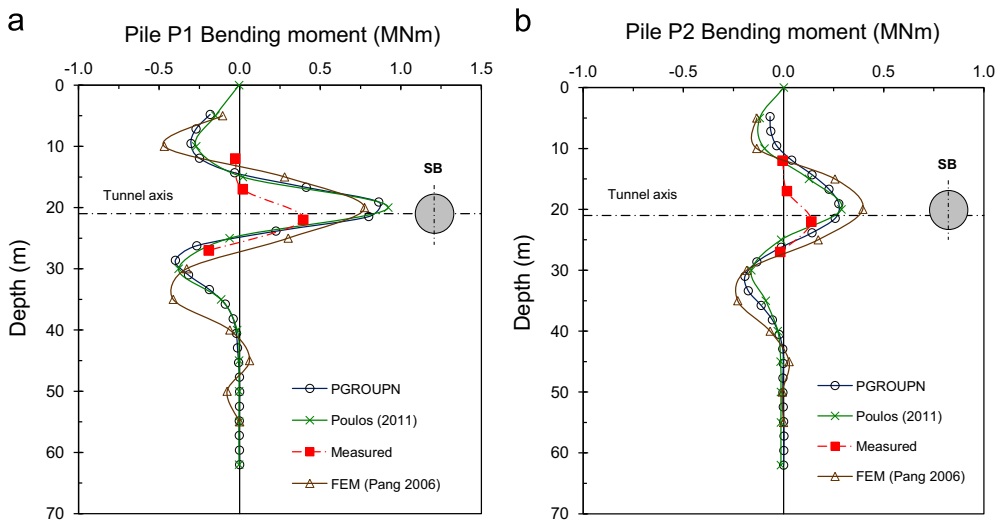 a
Pile P1 Bending moment (MNm)
-1.0 -0.5 0.0 0.5 1.0 1.5
0
10
20
30
40
50
60
70
Depth (m)
Tunnel axis
SB
PGROUPN
Poulos (2011)
Measured
FEM (Pang 2006)
b
Pile P2 Bending moment (MNm)
-1.0 -0.5 0.0 0.5 1.0
0
10
20
30
40
50
60
70
Depth (m)
Tunnel axis
SB
PGROUPN
Poulos (2011)
Measured
FEM (Pang 2006)